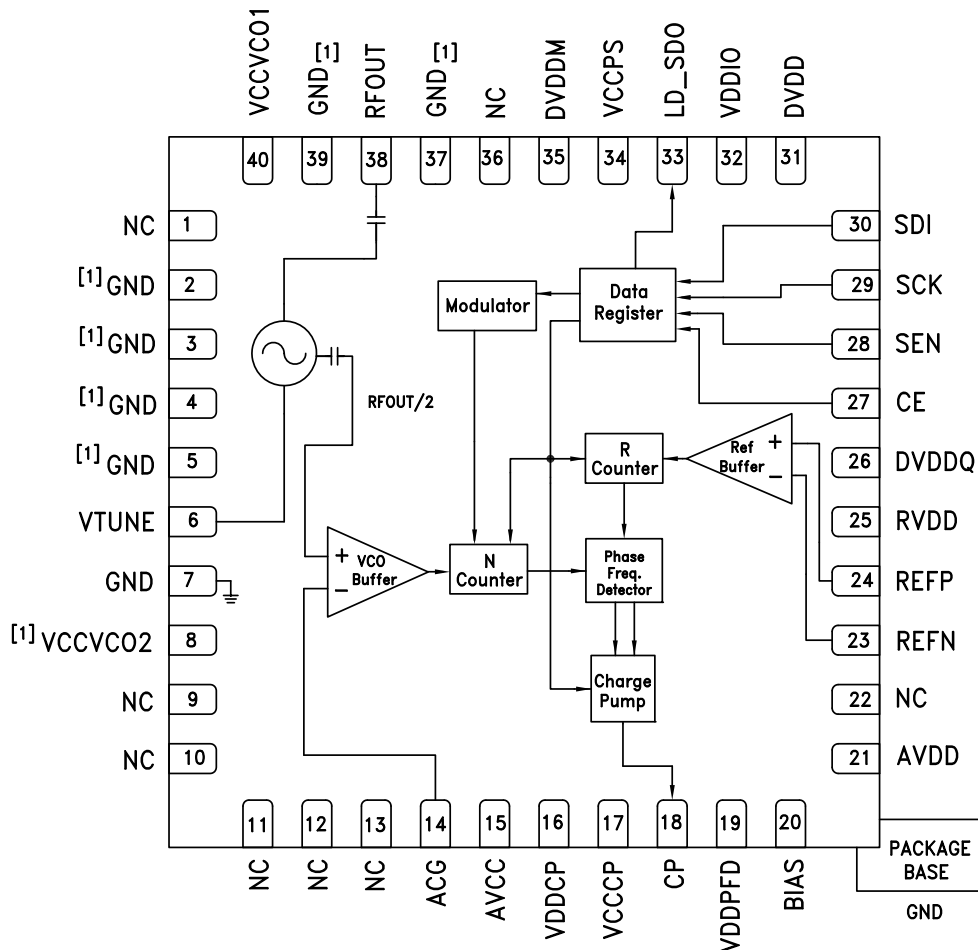 VCCVCO1
GND[1]
RFOUT
GND[1]
NC
DVDDM
VCCPS
LD_SDO
VDDIO
DVDD
40
39
38
37
36
35
34
33
32
31
NC
1
[1]GND
2
[1]GND
3
[1]GND
4
[1]GND
5
VTUNE
6
GND
7
[1]VCCVCO2
8
NC
9
NC
10
30
SDI
29
SCK
28
SEN
27
CE
26
DVDDQ
25
RVDD
24
REFP
23
REFN
22
NC
21
AVDD
Modulator
Data
Register
RFOUT/2
R
Counter
Ref
Buffer
+
−
+
−
VCO
Buffer
N
Counter
Phase
Freq.
Detector
Charge
Pump
11
12
13
14
15
16
17
18
19
20
NC
NC
NC
ACG
AVCC
VDDCP
VCCCP
CP
VDDPFD
BIAS
PACKAGE
BASE
GND